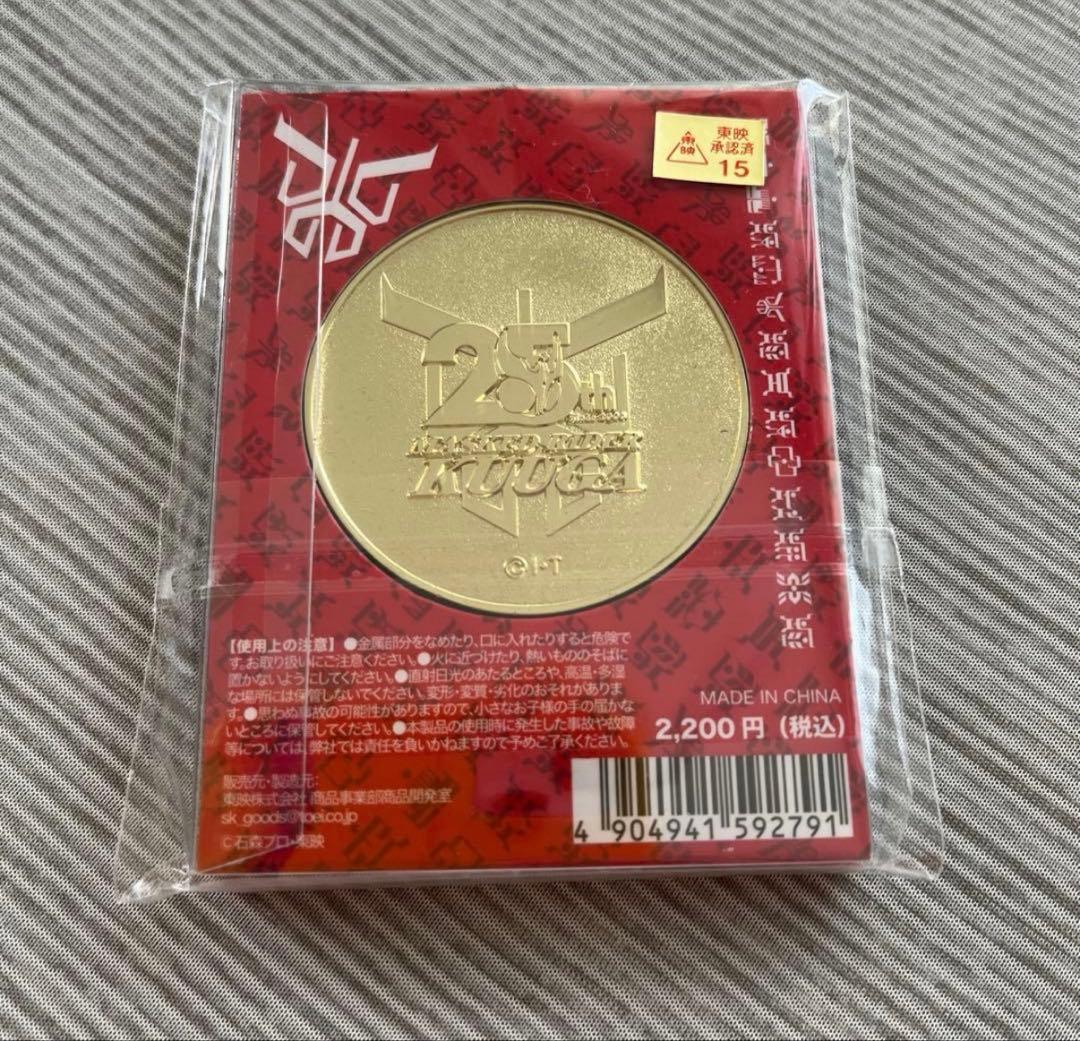 東映
承認済
15
東映
25th
Since 2000
MASKED RIDER
KUUGA
©I·T
【使用上の注意】●金属部分をなめたり、口に入れたりすると危険で
す。お取り扱いにご注意ください。●火に近づけたり、熱いもののそばに
置かないようにしてください。●直射日光のあたるところや、高温・多湿
な場所には保管しないでください。変形・変質・劣化のおそれがありま
す。●思わぬ事故の可能性がありますので、小さなお子様の手の届かな
いところに保管してください。●本製品の使用時に発生した事故や故障
等については、弊社では責任を負いかねますので予めご了承ください。
販売元・製造元:
東映株式会社 商品事業部商品開発室
sk_goods@toei.co.jp
©石森プロ・東映
MADE IN CHINA
2,200円（税込）
4 904941 592791